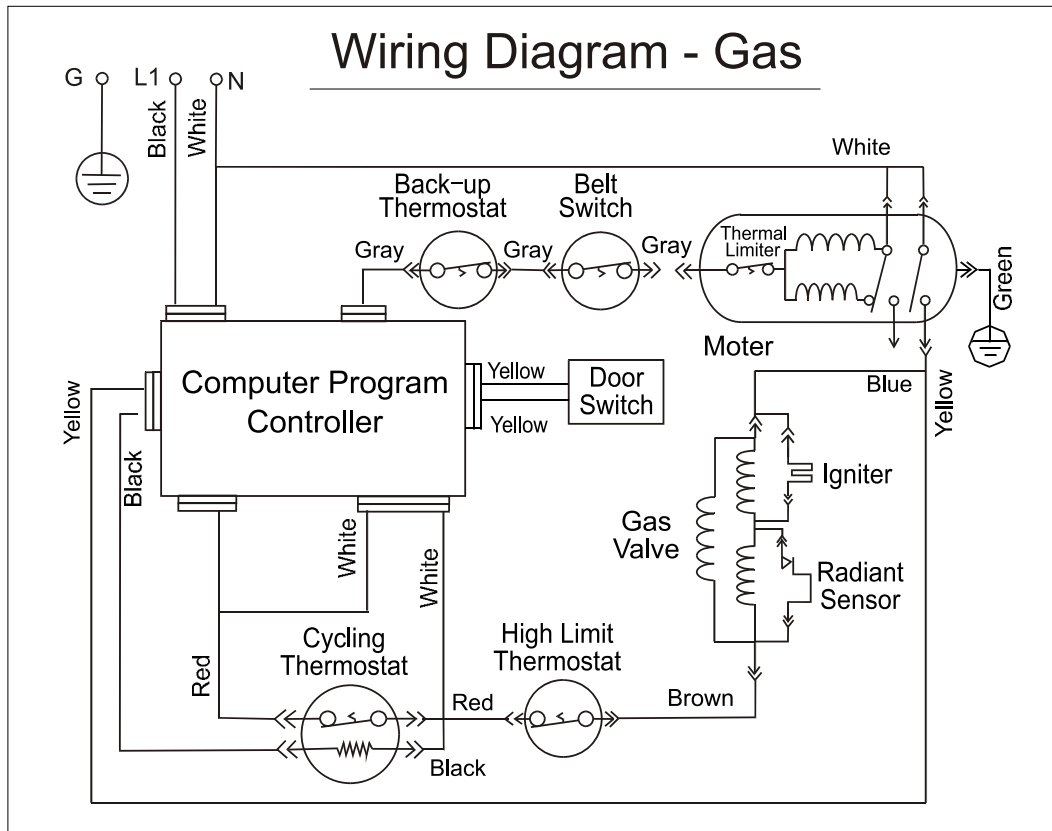 Wiring Diagram - Gas
G
L1
N
Black
White
White
Back-up
Thermostat
Belt
Switch
Gray
Gray
Gray
Thermal
Limiter
Green
Moter
Computer Program
Controller
Yellow
Yellow
Door
Switch
Blue
Yellow
Yellow
Black
Igniter
Gas
Valve
Radiant
Sensor
White
White
Cycling
Thermostat
High Limit
Thermostat
Red
Red
Brown
Black